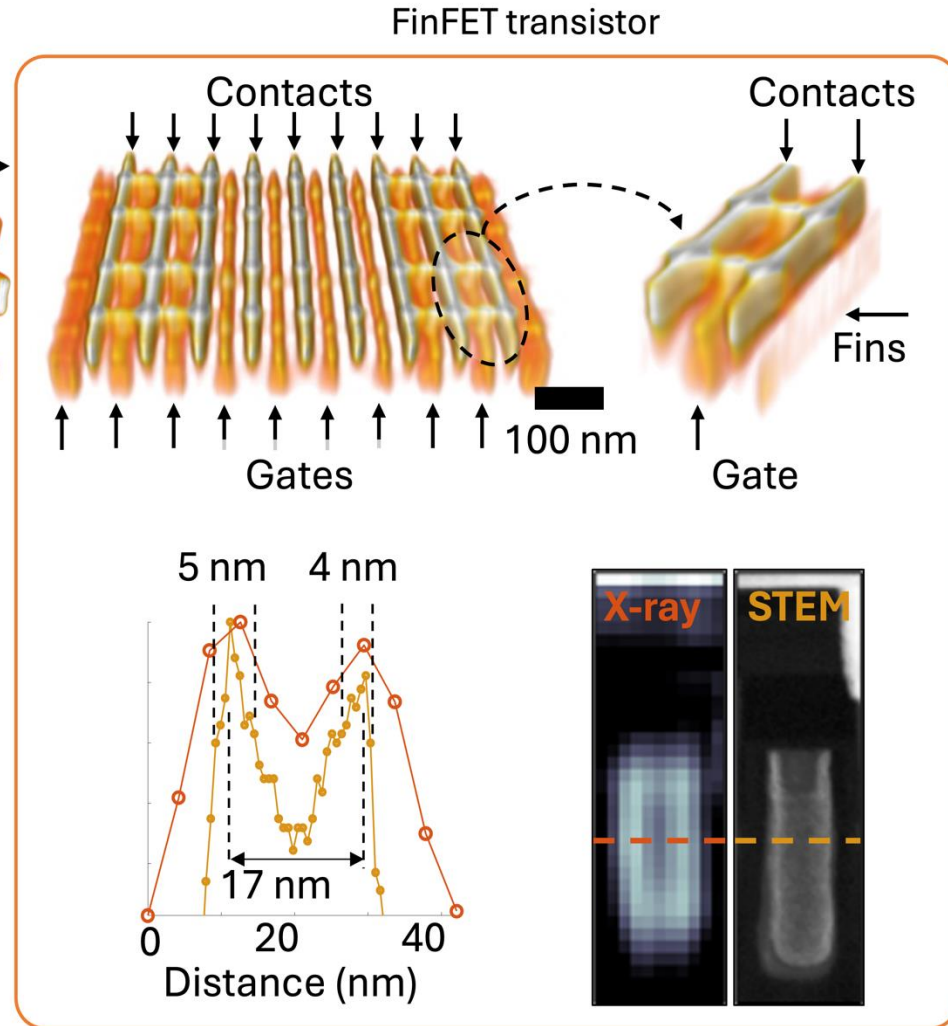 FinFET transistor
Contacts
Contacts
Fins
100 nm
Gates
Gate
5 nm
4 nm
X-ray
STEM
17 nm
0
20
40
Distance (nm)